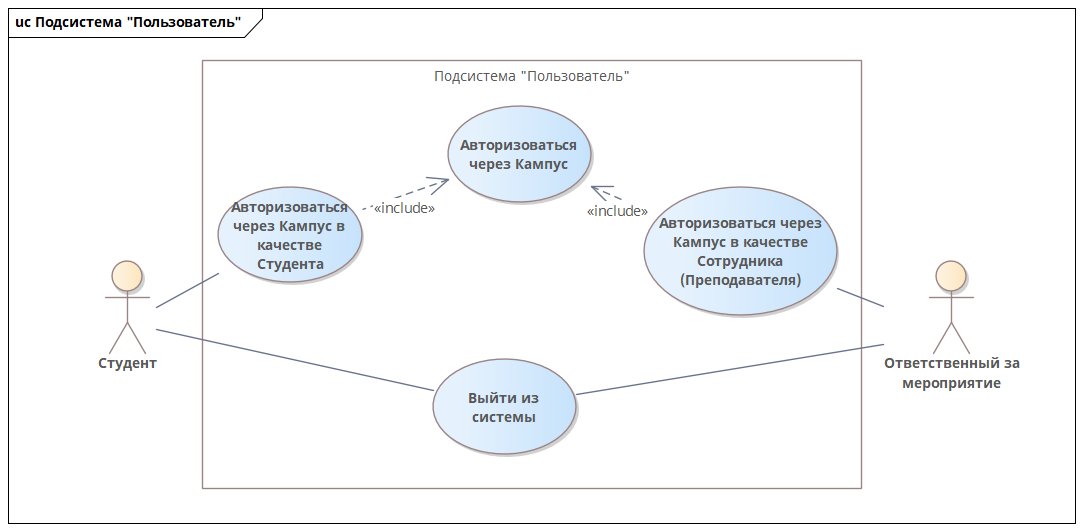 uc Подсистема "Пользователь"
Подсистема "Пользователь"
Авторизоваться
через Кампус
«include»
«include»
Авторизоваться
через Кампус в
качестве
Студента
Авторизоваться через
Кампус в качестве
Сотрудника
(Преподавателя)
Студент
Ответственный за
мероприятие
Выйти из
системы